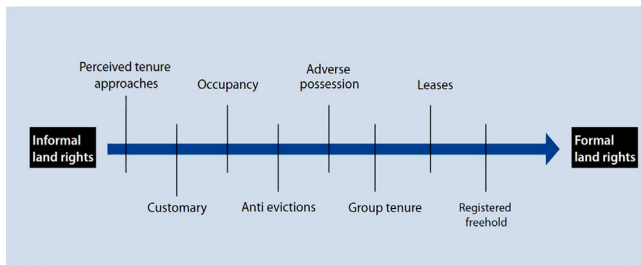 Perceived tenure
approaches
Occupancy
Adverse
possession
Leases
Informal
land rights
Formal
land rights
Customary
Anti evictions
Group tenure
Registered
freehold